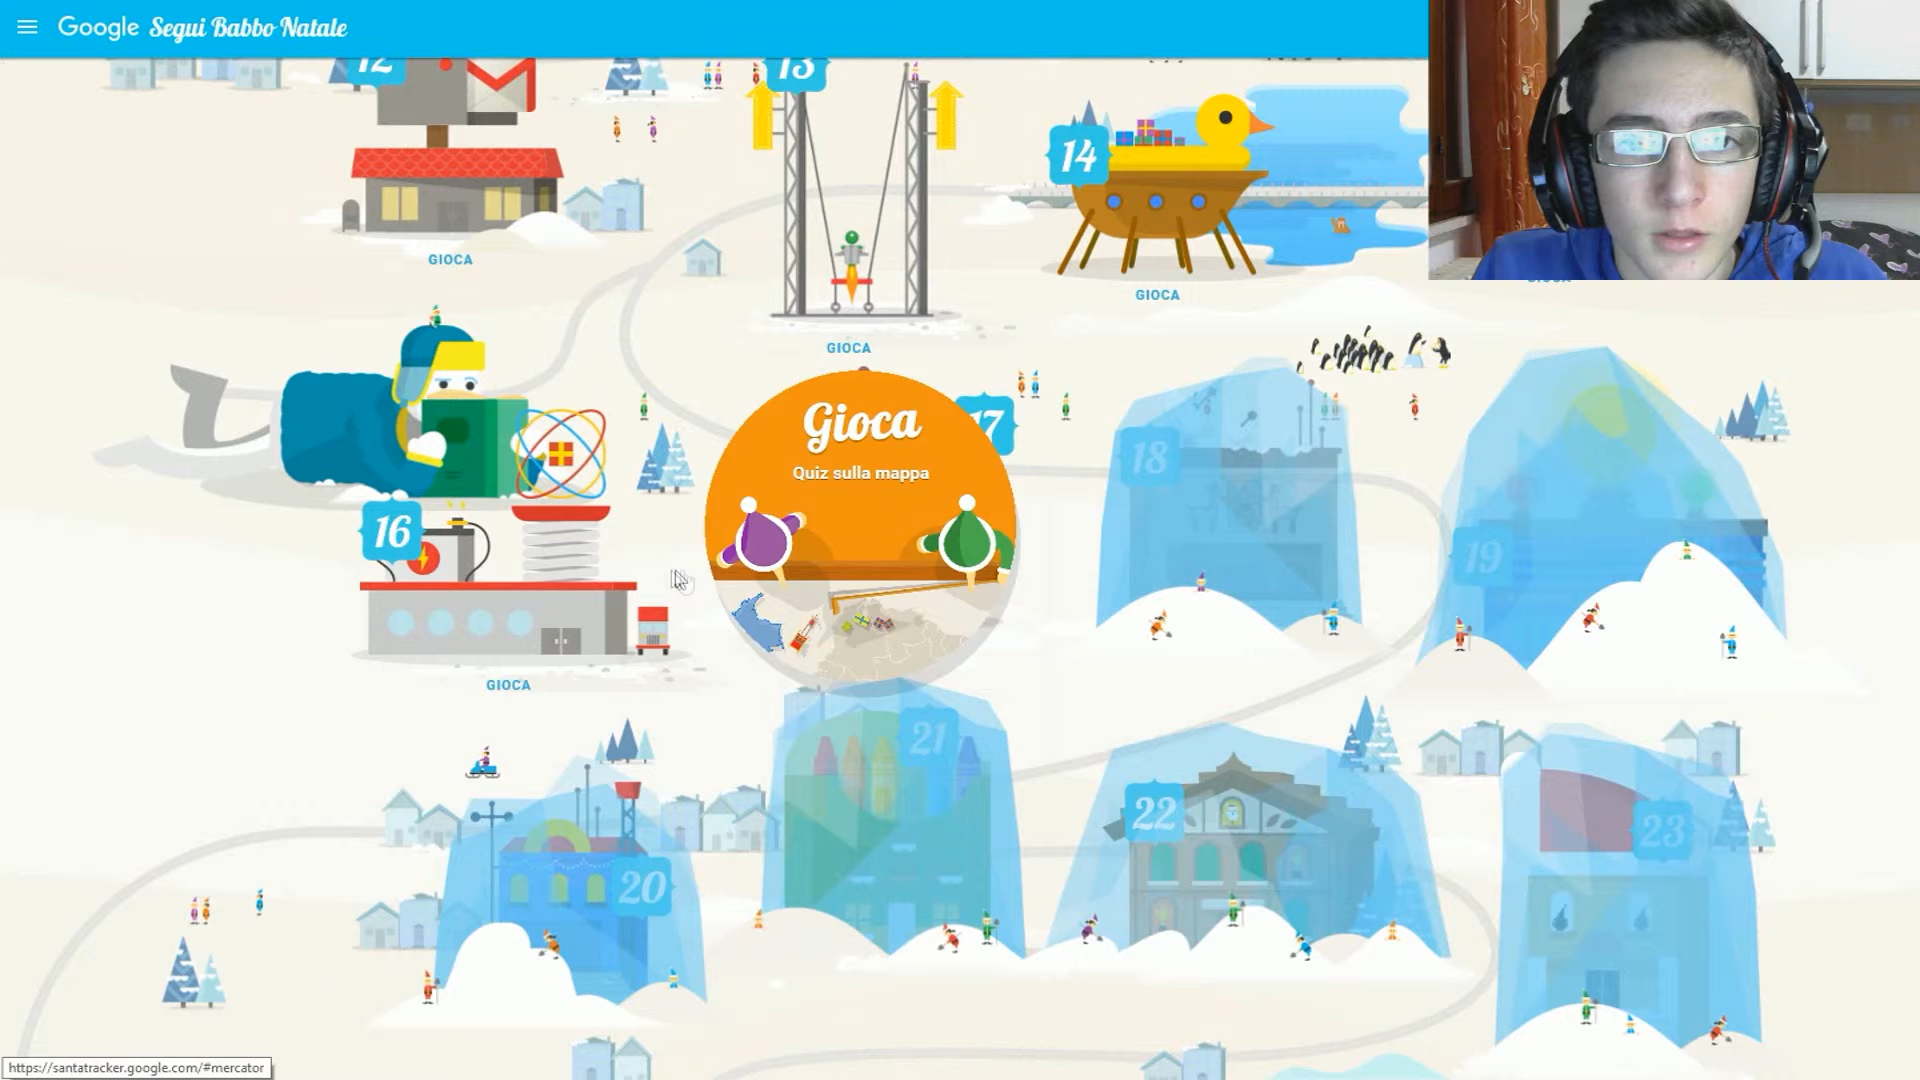 Google Segui Babbo Natale
12
13
14
GIOCA
GIOCA
GIOCA
Gioca
Quiz sulla mappa
17
18
16
19
GIOCA
21
22
23
20
https://santatracker.google.com/#mercator